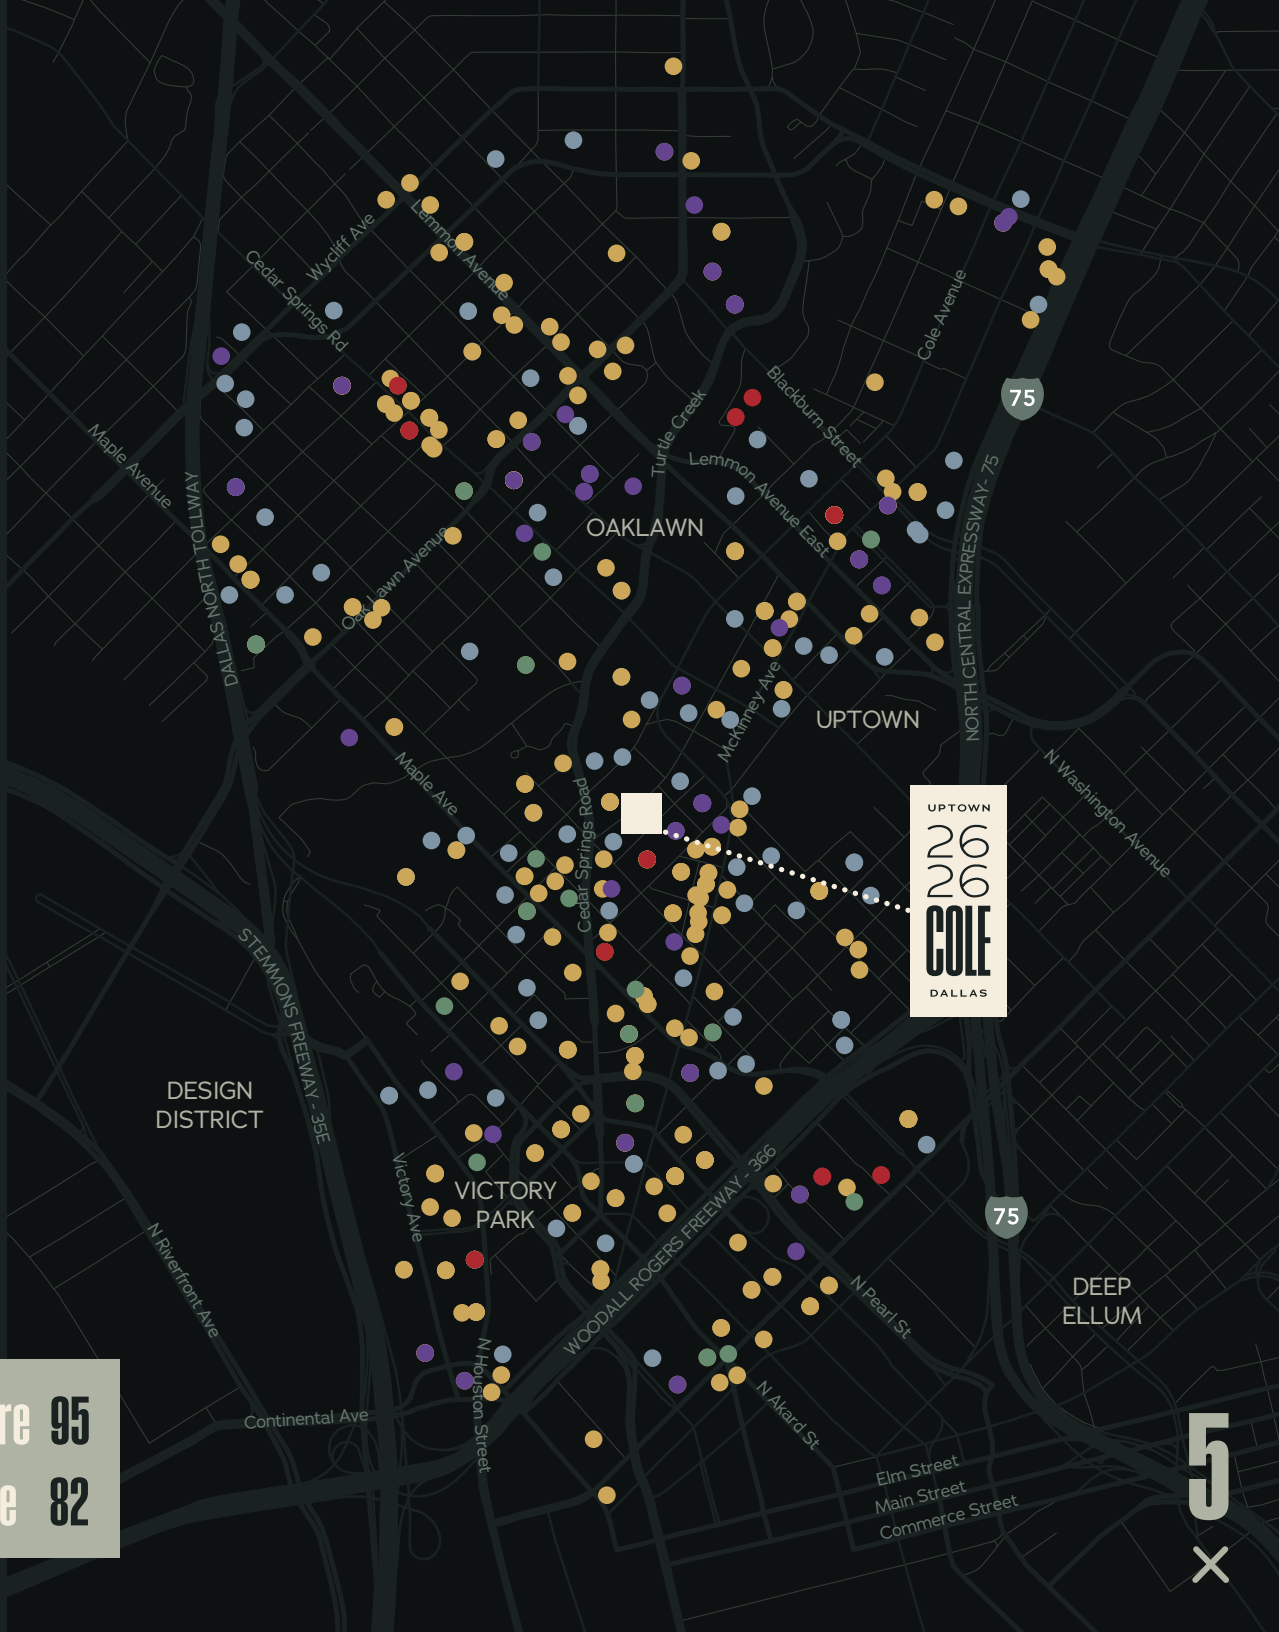 Wycliff Ave
Lemmon Avenue
Cedar Springs Rd
Cole Avenue
75
Blackburn Street
Turtle Creek
Maple Avenue
Lemmon Avenue East
DALLAS NORTH TOLLWAY
NORTH CENTRAL EXPRESSWAY- 75
OAKLAWN
Oak Lawn Avenue
UPTOWN
McKinney Ave
Maple Ave
Cedar Springs Road
N Washington Avenue
UPTOWN
26
26
COLE
DALLAS
STEMMONS FREEWAY - 35E
DESIGN
DISTRICT
Victory Ave
VICTORY
PARK
WOODALL ROGERS FREEWAY - 366
75
N Riverfront Ave
N Pearl St
DEEP
ELLUM
N Houston Street
N Akard St
Continental Ave
re 95
e 82
Elm Street
Main Street
Commerce Street
5